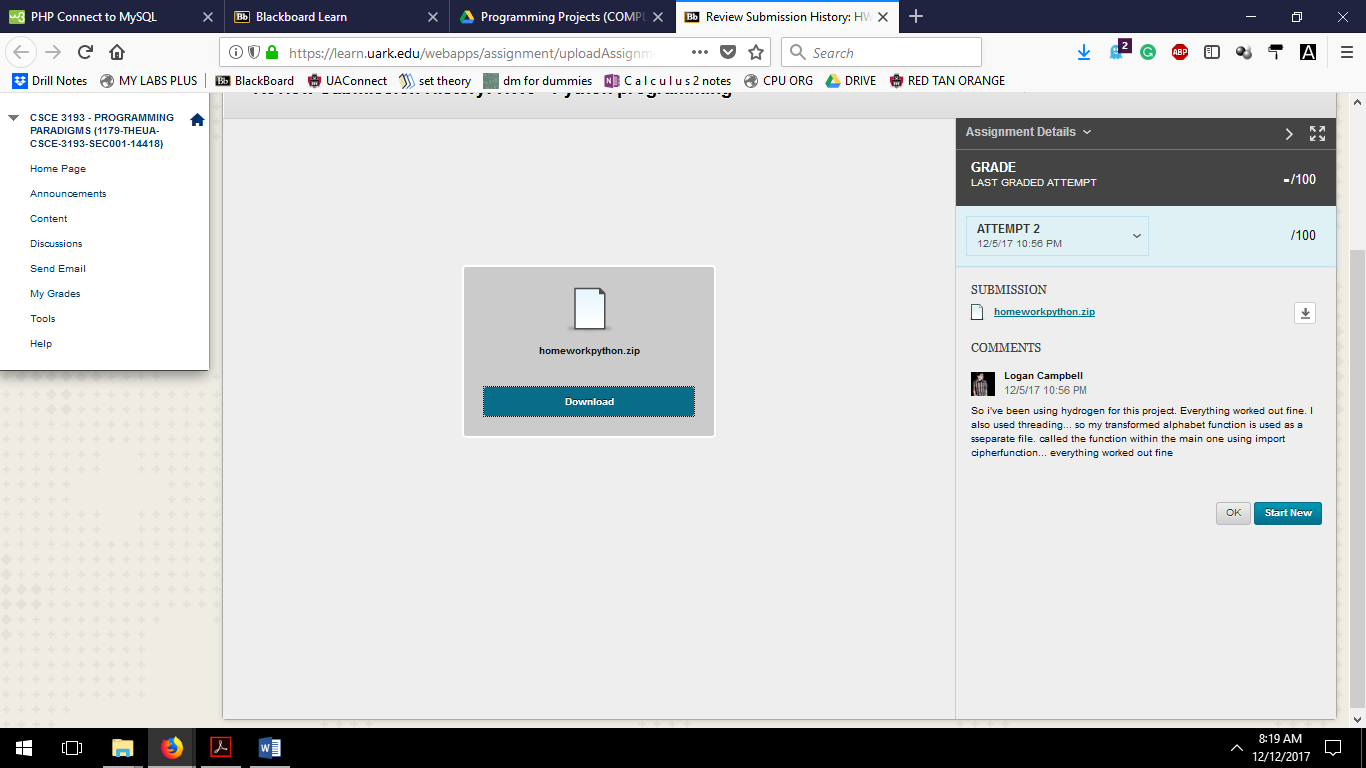 PHP Connect to MySQL
Blackboard Learn
Programming Projects (COMPL
Review Submission History: HW
https://learn.uark.edu/webapps/assignment/uploadAssignm
Search
2
ABP
A
Drill Notes
MY LABS PLUS
BlackBoard
UAConnect
set theory
dm for dummies
C a l c u l u s 2 notes
CPU ORG
DRIVE
RED TAN ORANGE
CSCE 3193 - PROGRAMMING
PARADIGMS (1179-THEUA-
CSCE-3193-SEC001-14418)
Home Page
Announcements
Content
Discussions
Send Email
My Grades
Tools
Help
homeworkpython.zip
Download
Assignment Details
GRADE
LAST GRADED ATTEMPT
-/100
ATTEMPT 2
12/5/17 10:56 PM
/100
SUBMISSION
homeworkpython.zip
COMMENTS
Logan Campbell
12/5/17 10:56 PM
So i've been using hydrogen for this project. Everything worked out fine. I
also used threading... so my transformed alphabet function is used as a
sseparate file. called the function within the main one using import
cipherfunction... everything worked out fine
OK
Start New
8:19 AM
12/12/2017